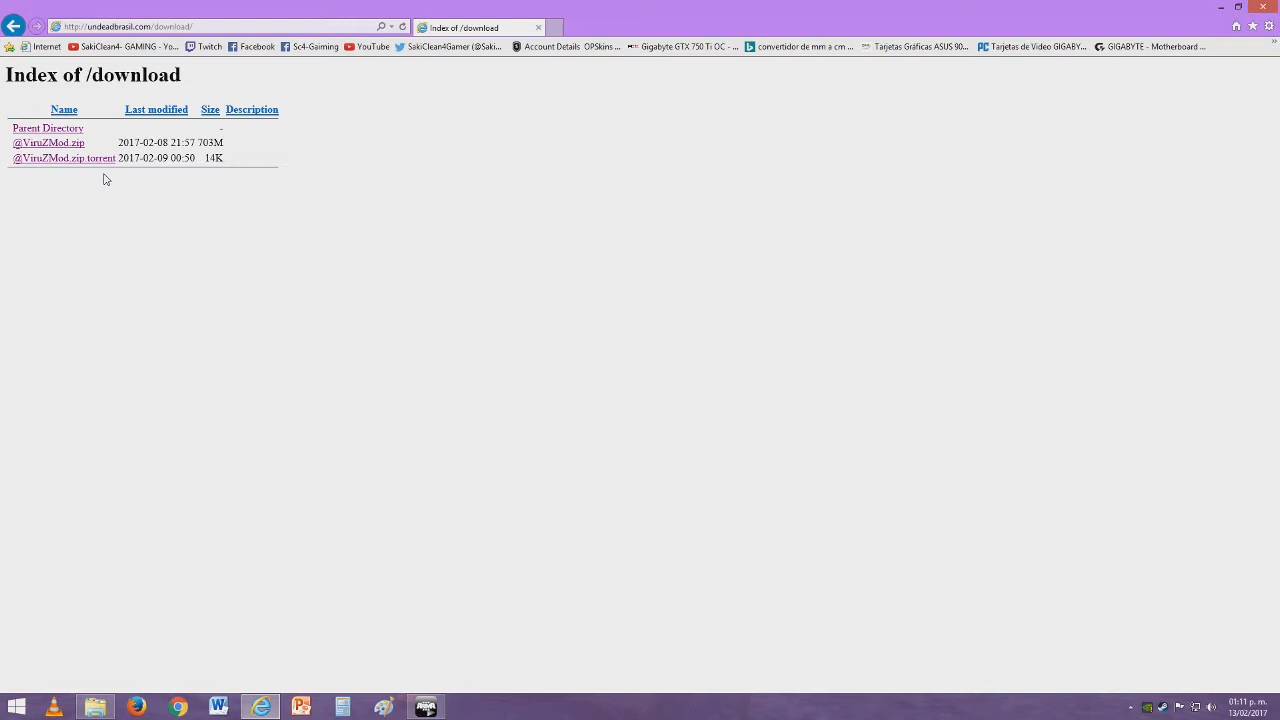 http://undeadbrasil.com/download/
Index of /download
Internet
SakiClean4- GAMING - Yo...
Twitch
Facebook
Sc4-Gaiming
YouTube
SakiClean4Gamer (@Saki...
Account Details OPSkins ...
Gigabyte GTX 750 Ti OC - ...
convertidor de mm a cm ...
Tarjetas Gráficas ASUS 90...
Tarjetas de Video GIGABY...
GIGABYTE - Motherboard ...
Index of /download
Name Last modified Size Description
Parent Directory -
@ViruZMod.zip 2017-02-08 21:57 703M
@ViruZMod.zip.torrent 2017-02-09 00:50 14K
01:11 p.m.
13/02/2017